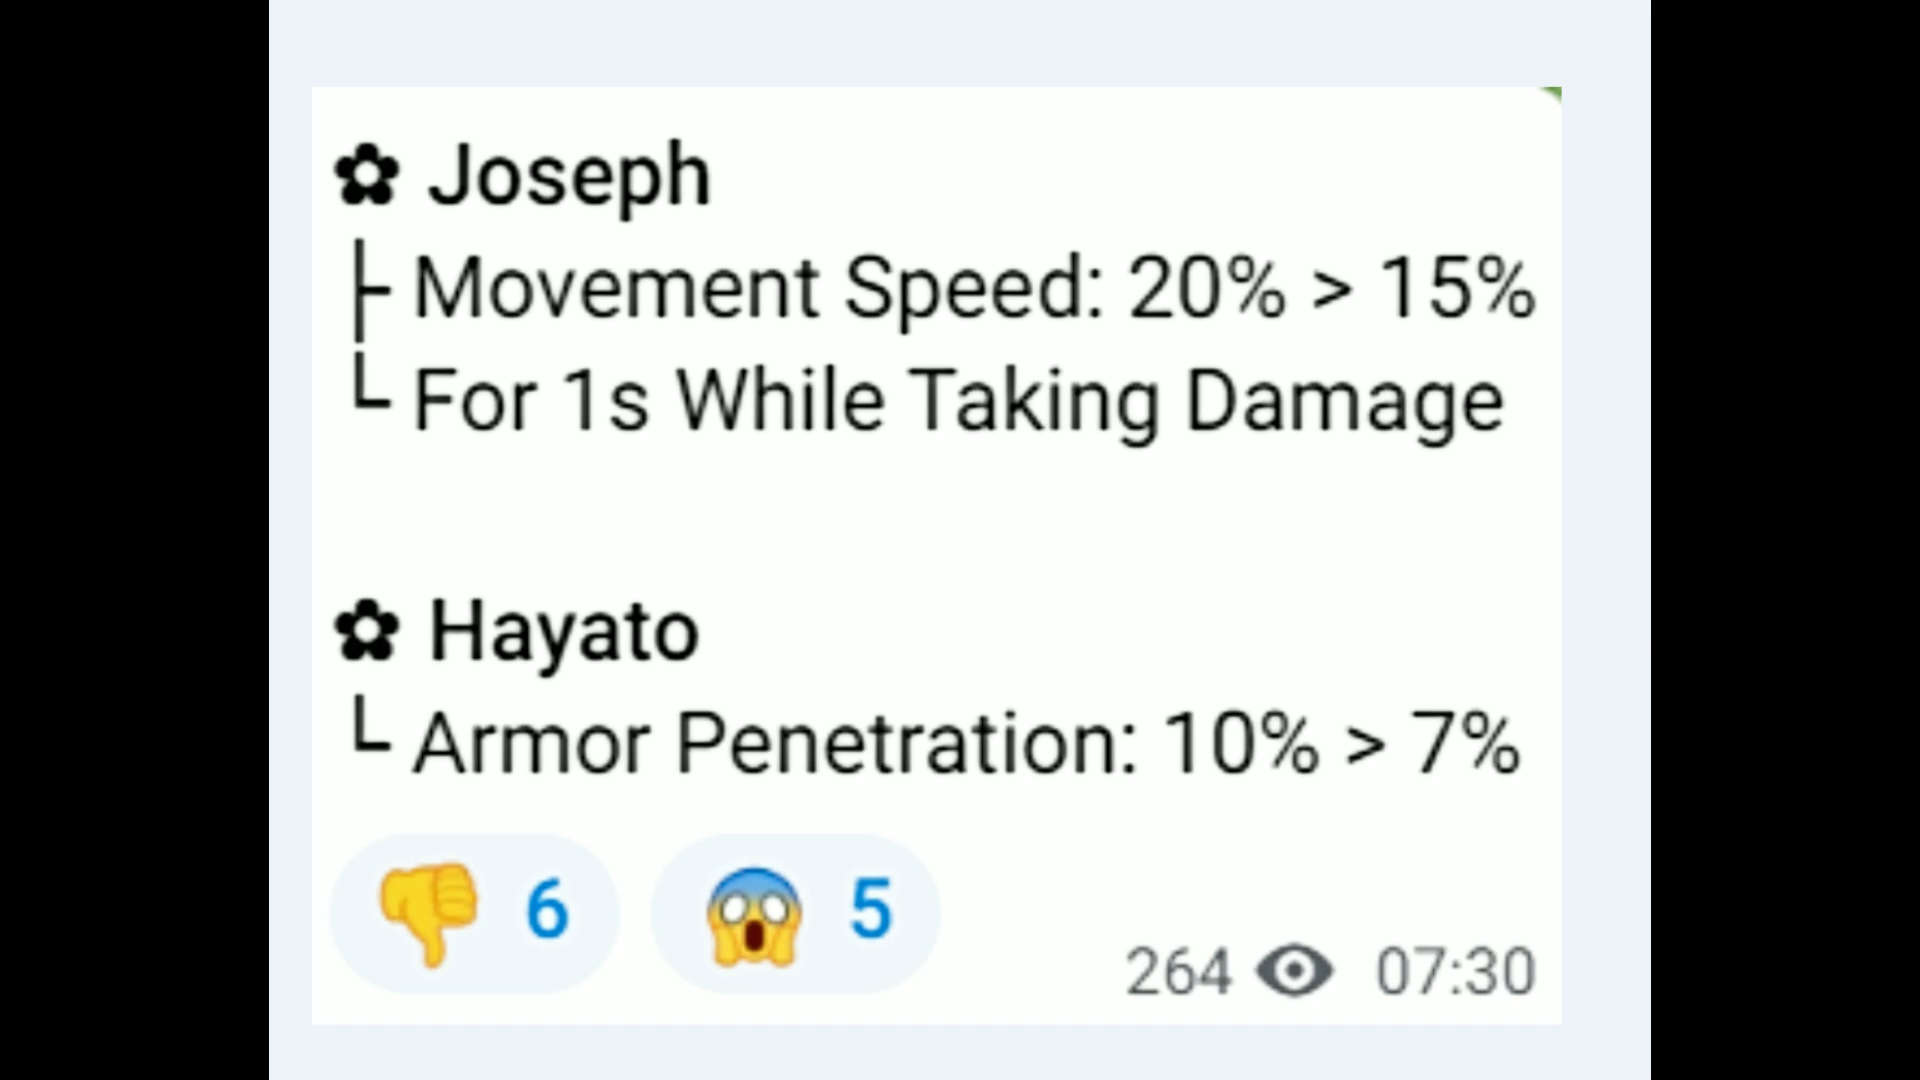 ✿ Joseph
├ Movement Speed: 20% > 15%
└ For 1s While Taking Damage
✿ Hayato
└ Armor Penetration: 10% > 7%
👎 6 😱 5
264 07:30